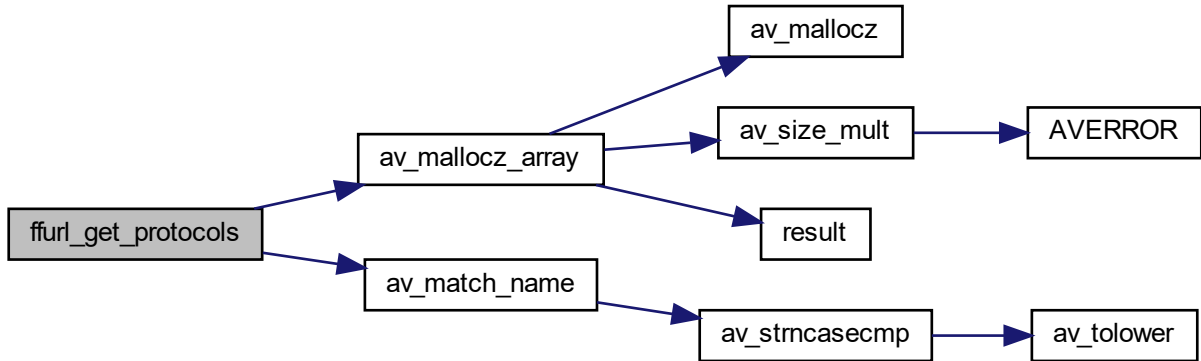 av_mallocz
av_size_mult
AVERROR
av_mallocz_array
result
ffurl_get_protocols
av_match_name
av_strncasecmp
av_tolower